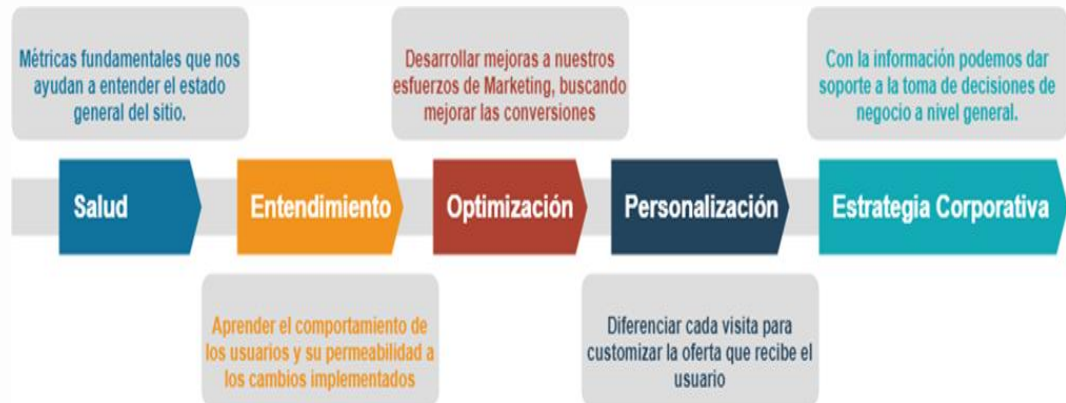 Métricas fundamentales que nos
ayudan a entender el estado
general del sitio.
Desarrollar mejoras a nuestros
esfuerzos de Marketing, buscando
mejorar las conversiones
Con la información podemos dar
soporte a la toma de decisiones de
negocio a nivel general.
Salud
Entendimiento
Optimización
Personalización
Estrategia Corporativa
Aprender el comportamiento de
los usuarios y su permeabilidad a
los cambios implementados
Diferenciar cada visita para
customizar la oferta que recibe el
usuario